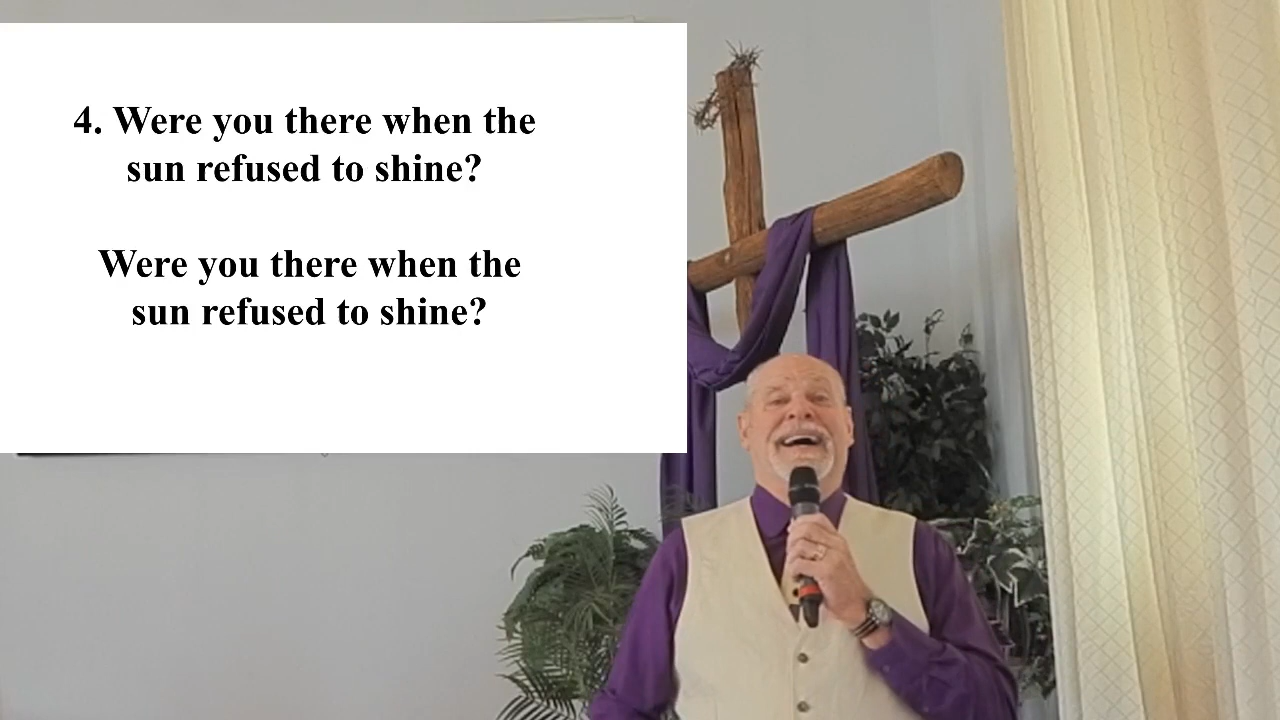 4. Were you there when the
sun refused to shine?
Were you there when the
sun refused to shine?